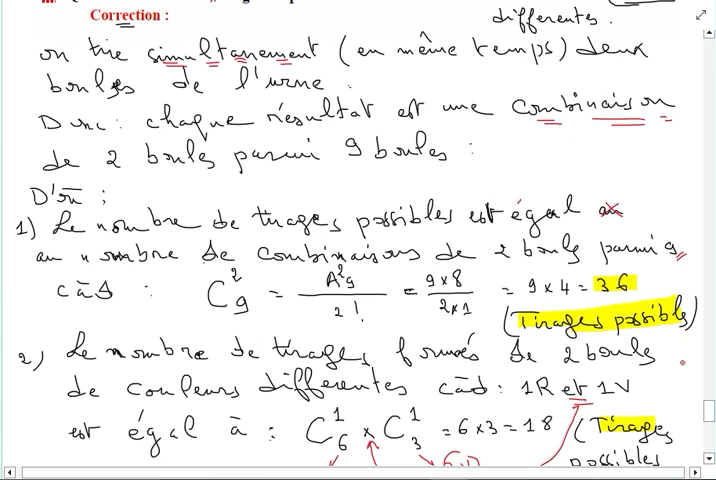 Correction :
différentes.
on tire simultanément (en même temps) deux
boules de l'urne.
Donc : chaque résultat est une combinaison
de 2 boules parmi 9 boules :
D'où :
1) Le nombre de tirages possibles est égal au
au nombre de combinaisons de 2 boules parmi 9
càd : C₉² = A²₉ / 2! = 9×8 / 2×1 = 9×4 = 36
(Tirages possibles)
2) Le nombre de tirages formés de 2 boules
de couleurs différentes càd : 1R et 1V
est égal à : C₆¹ × C₃¹ = 6×3 = 18 (Tirages
possibles